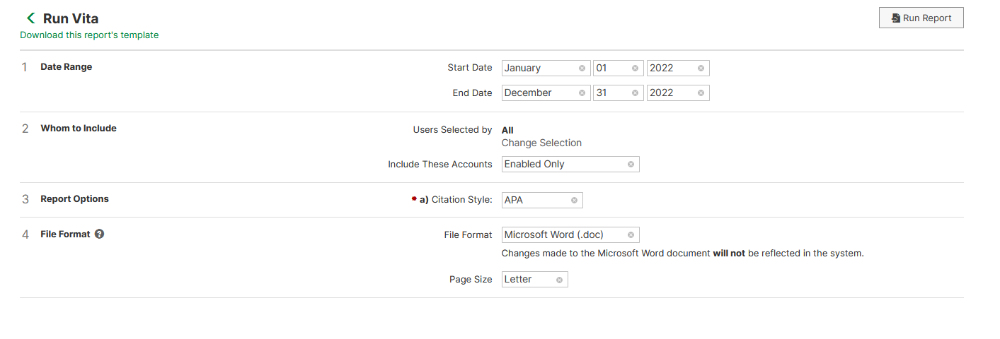 Run Vita
Run Report
Download this report's template
1 Date Range
Start Date January 01 2022
End Date December 31 2022
2 Whom to Include
Users Selected by All
Change Selection
Include These Accounts Enabled Only
3 Report Options
* a) Citation Style: APA
4 File Format ?
File Format Microsoft Word (.doc)
Changes made to the Microsoft Word document will not be reflected in the system.
Page Size Letter